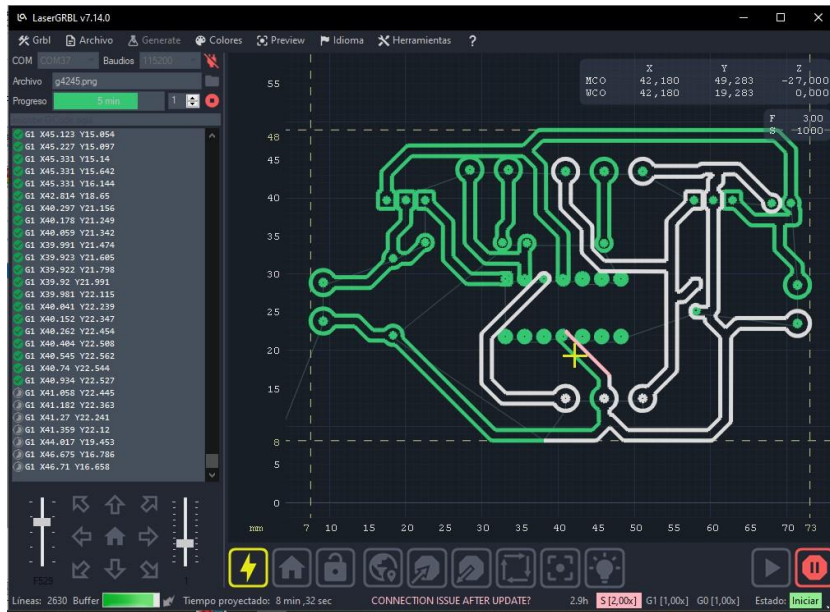 LaserGRBL v7.14.0
Grbl Archivo Generate Colores Preview Idioma Herramientas ?
COM COM37 Baudios 115200
Archivo g4245.png
Progreso 5 min 1
G1 X45.123 Y15.054
G1 X45.227 Y15.097
G1 X45.331 Y15.14
G1 X45.331 Y15.642
G1 X45.331 Y16.144
G1 X42.814 Y18.65
G1 X40.297 Y21.156
G1 X40.178 Y21.249
G1 X40.059 Y21.342
G1 X39.991 Y21.474
G1 X39.923 Y21.605
G1 X39.922 Y21.798
G1 X39.92 Y21.991
G1 X39.981 Y22.115
G1 X40.041 Y22.239
G1 X40.152 Y22.347
G1 X40.262 Y22.454
G1 X40.404 Y22.508
G1 X40.545 Y22.562
G1 X40.74 Y22.544
G1 X40.934 Y22.527
G1 X41.058 Y22.445
G1 X41.182 Y22.363
G1 X41.27 Y22.241
G1 X41.359 Y22.12
G1 X44.017 Y19.453
G1 X46.675 Y16.786
G1 X46.71 Y16.658
X Y Z
MCO 42,180 49,283 -27,000
WCO 42,180 19,283 0,000
F 300
S 1000
55
48
45
40
35
30
25
20
15
8
5
0
mm 7 10 15 20 25 30 35 40 45 50 55 60 65 70 73
F529 1
Líneas: 2630 Buffer Tiempo proyectado: 8 min ,32 sec CONNECTION ISSUE AFTER UPDATE? 2.9h S [2,00x] G1 [1,00x] G0 [1,00x] Estado: Iniciar